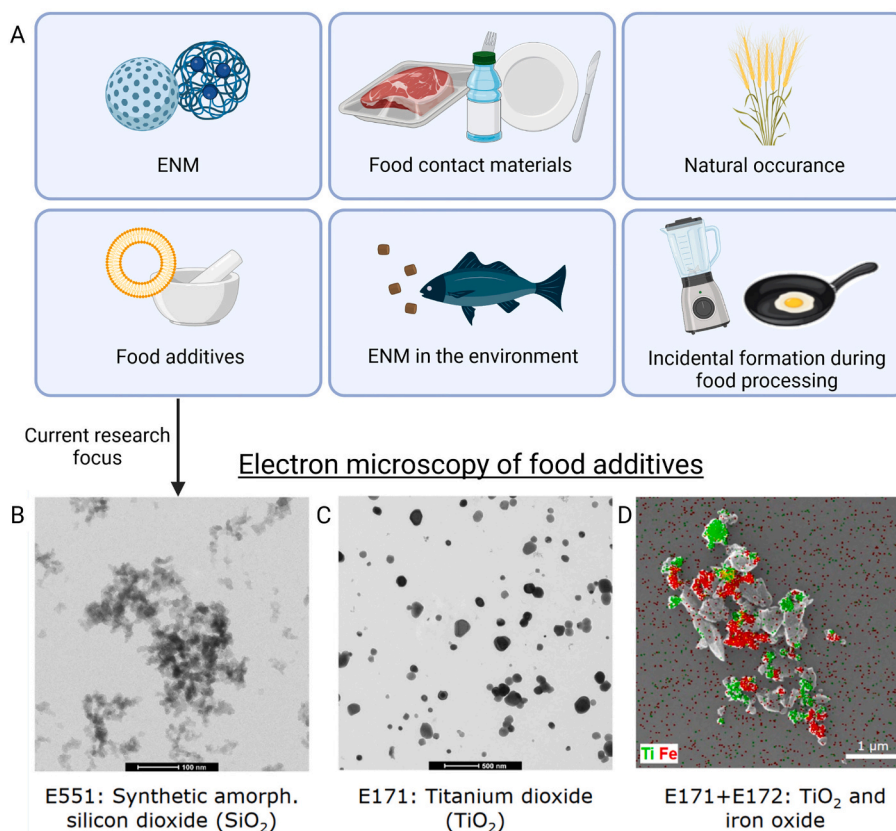 A
ENM
Food contact materials
Natural occurance
Food additives
ENM in the environment
Incidental formation during
food processing
Current research
focus
Electron microscopy of food additives
B
C
D
100 nm
500 nm
Ti Fe
1 µm
E551: Synthetic amorph.
silicon dioxide (SiO₂)
E171: Titanium dioxide
(TiO₂)
E171+E172: TiO₂ and
iron oxide